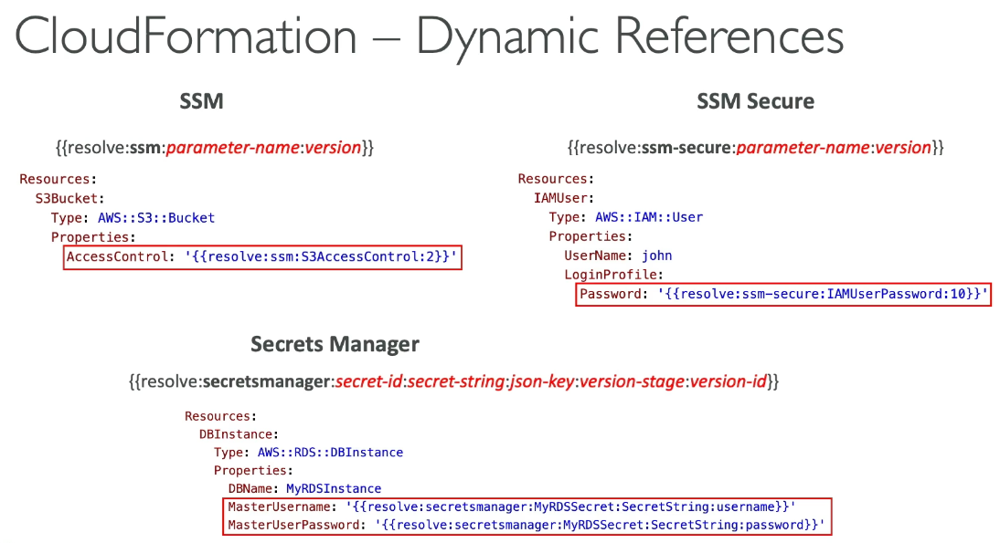 CloudFormation – Dynamic References
SSM
{{resolve:ssm:parameter-name:version}}
Resources:
S3Bucket:
Type: AWS::S3::Bucket
Properties:
AccessControl: '{{resolve:ssm:S3AccessControl:2}}'
SSM Secure
{{resolve:ssm-secure:parameter-name:version}}
Resources:
IAMUser:
Type: AWS::IAM::User
Properties:
UserName: john
LoginProfile:
Password: '{{resolve:ssm-secure:IAMUserPassword:10}}'
Secrets Manager
{{resolve:secretsmanager:secret-id:secret-string:json-key:version-stage:version-id}}
Resources:
DBInstance:
Type: AWS::RDS::DBInstance
Properties:
DBName: MyRDSInstance
MasterUsername: '{{resolve:secretsmanager:MyRDSSecret:SecretString:username}}'
MasterUserPassword: '{{resolve:secretsmanager:MyRDSSecret:SecretString:password}}'